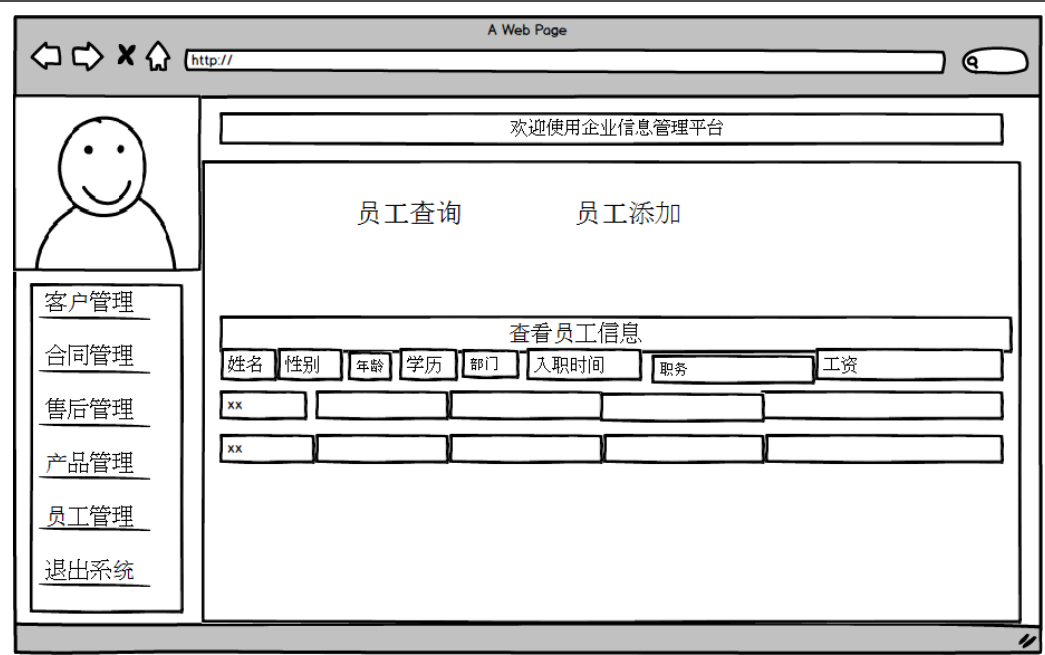 A Web Page
http://
欢迎使用企业信息管理平台
员工查询 员工添加
客户管理
合同管理
售后管理
产品管理
员工管理
退出系统
查看员工信息
姓名 性别 年龄 学历 部门 入职时间 职务 工资
xx
xx